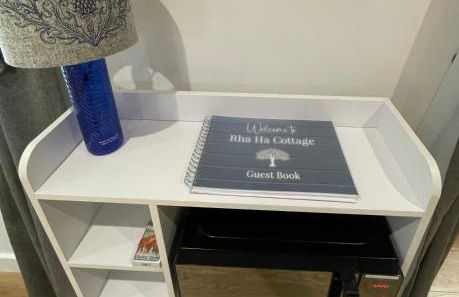 Welcome To
Rha Ha Cottage
Guest Book